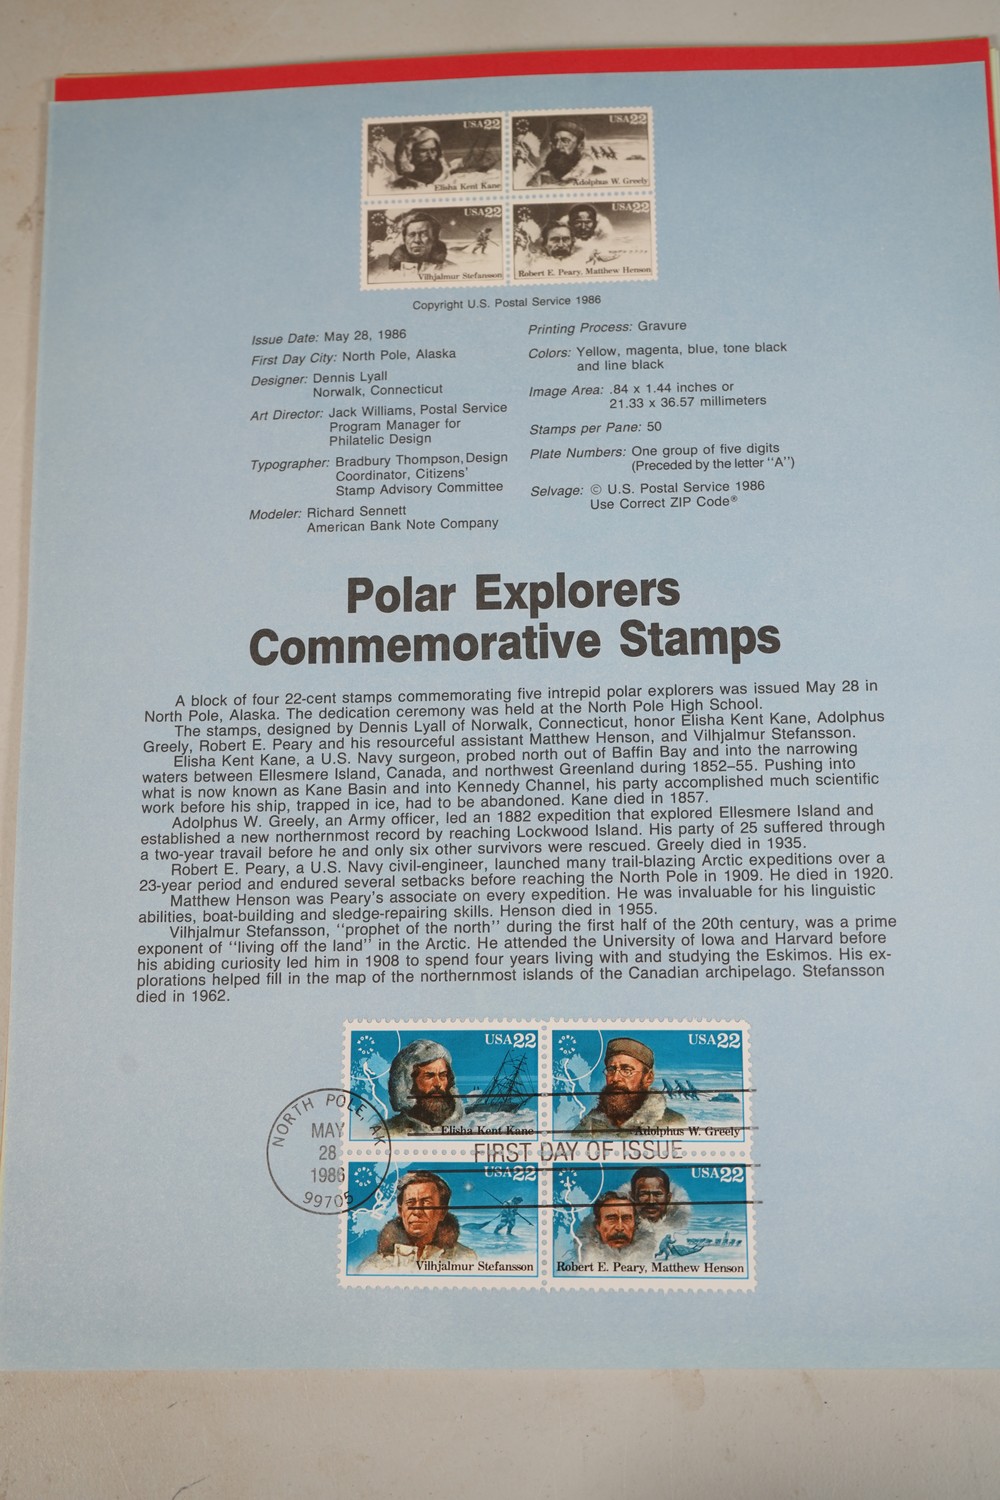 USA22
Elisha Kent Kane
USA22
Adolphus W. Greely
USA22
Vilhjalmur Stefansson
USA22
Robert E. Peary, Matthew Henson
Copyright U.S. Postal Service 1986
Issue Date: May 28, 1986
First Day City: North Pole, Alaska
Designer: Dennis Lyall
Norwalk, Connecticut
Art Director: Jack Williams, Postal Service
Program Manager for
Philatelic Design
Typographer: Bradbury Thompson, Design
Coordinator, Citizens'
Stamp Advisory Committee
Modeler: Richard Sennett
American Bank Note Company
Printing Process: Gravure
Colors: Yellow, magenta, blue, tone black
and line black
Image Area: .84 x 1.44 inches or
21.33 x 36.57 millimeters
Stamps per Pane: 50
Plate Numbers: One group of five digits
(Preceded by the letter "A")
Selvage: © U.S. Postal Service 1986
Use Correct ZIP Code®
Polar Explorers
Commemorative Stamps
A block of four 22-cent stamps commemorating five intrepid polar explorers was issued May 28 in
North Pole, Alaska. The dedication ceremony was held at the North Pole High School.
The stamps, designed by Dennis Lyall of Norwalk, Connecticut, honor Elisha Kent Kane, Adolphus
Greely, Robert E. Peary and his resourceful assistant Matthew Henson, and Vilhjalmur Stefansson.
Elisha Kent Kane, a U.S. Navy surgeon, probed north out of Baffin Bay and into the narrowing
waters between Ellesmere Island, Canada, and northwest Greenland during 1852–55. Pushing into
what is now known as Kane Basin and into Kennedy Channel, his party accomplished much scientific
work before his ship, trapped in ice, had to be abandoned. Kane died in 1857.
Adolphus W. Greely, an Army officer, led an 1882 expedition that explored Ellesmere Island and
established a new northernmost record by reaching Lockwood Island. His party of 25 suffered through
a two-year travail before he and only six other survivors were rescued. Greely died in 1935.
Robert E. Peary, a U.S. Navy civil-engineer, launched many trail-blazing Arctic expeditions over a
23-year period and endured several setbacks before reaching the North Pole in 1909. He died in 1920.
Matthew Henson was Peary's associate on every expedition. He was invaluable for his linguistic
abilities, boat-building and sledge-repairing skills. Henson died in 1955.
Vilhjalmur Stefansson, "prophet of the north" during the first half of the 20th century, was a prime
exponent of "living off the land" in the Arctic. He attended the University of Iowa and Harvard before
his abiding curiosity led him in 1908 to spend four years living with and studying the Eskimos. His ex-
plorations helped fill in the map of the northernmost islands of the Canadian archipelago. Stefansson
died in 1962.
USA22
Elisha Kent Kane
USA22
Adolphus W. Greely
NORTH POLE, AK
MAY
28
1986
99705
FIRST DAY OF ISSUE
USA22
Vilhjalmur Stefansson
USA22
Robert E. Peary, Matthew Henson